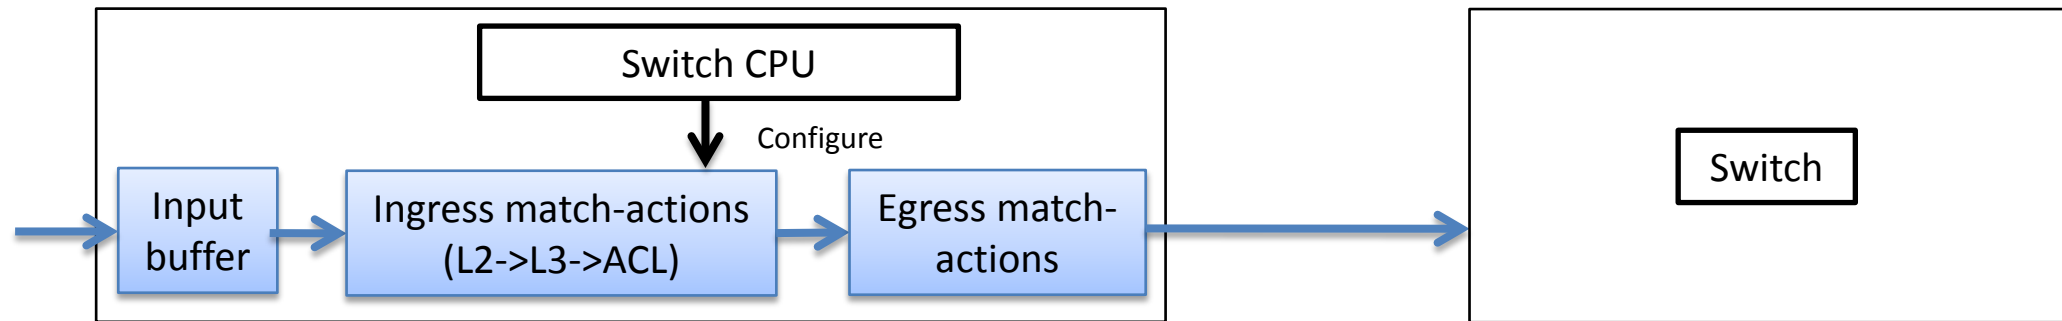 Switch CPU
Configure
Input
buffer
Ingress match-actions
(L2->L3->ACL)
Egress match-
actions
Switch